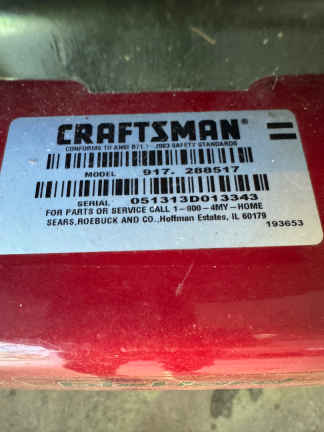 CRAFTSMAN®
CONFORMS TO ANSI B71.1-2003 SAFETY STANDARDS
MODEL 917. 288517
SERIAL 051313D013343
FOR PARTS OR SERVICE CALL 1-800-4MY-HOME
SEARS,ROEBUCK AND CO.,Hoffman Estates, IL 60179
193653